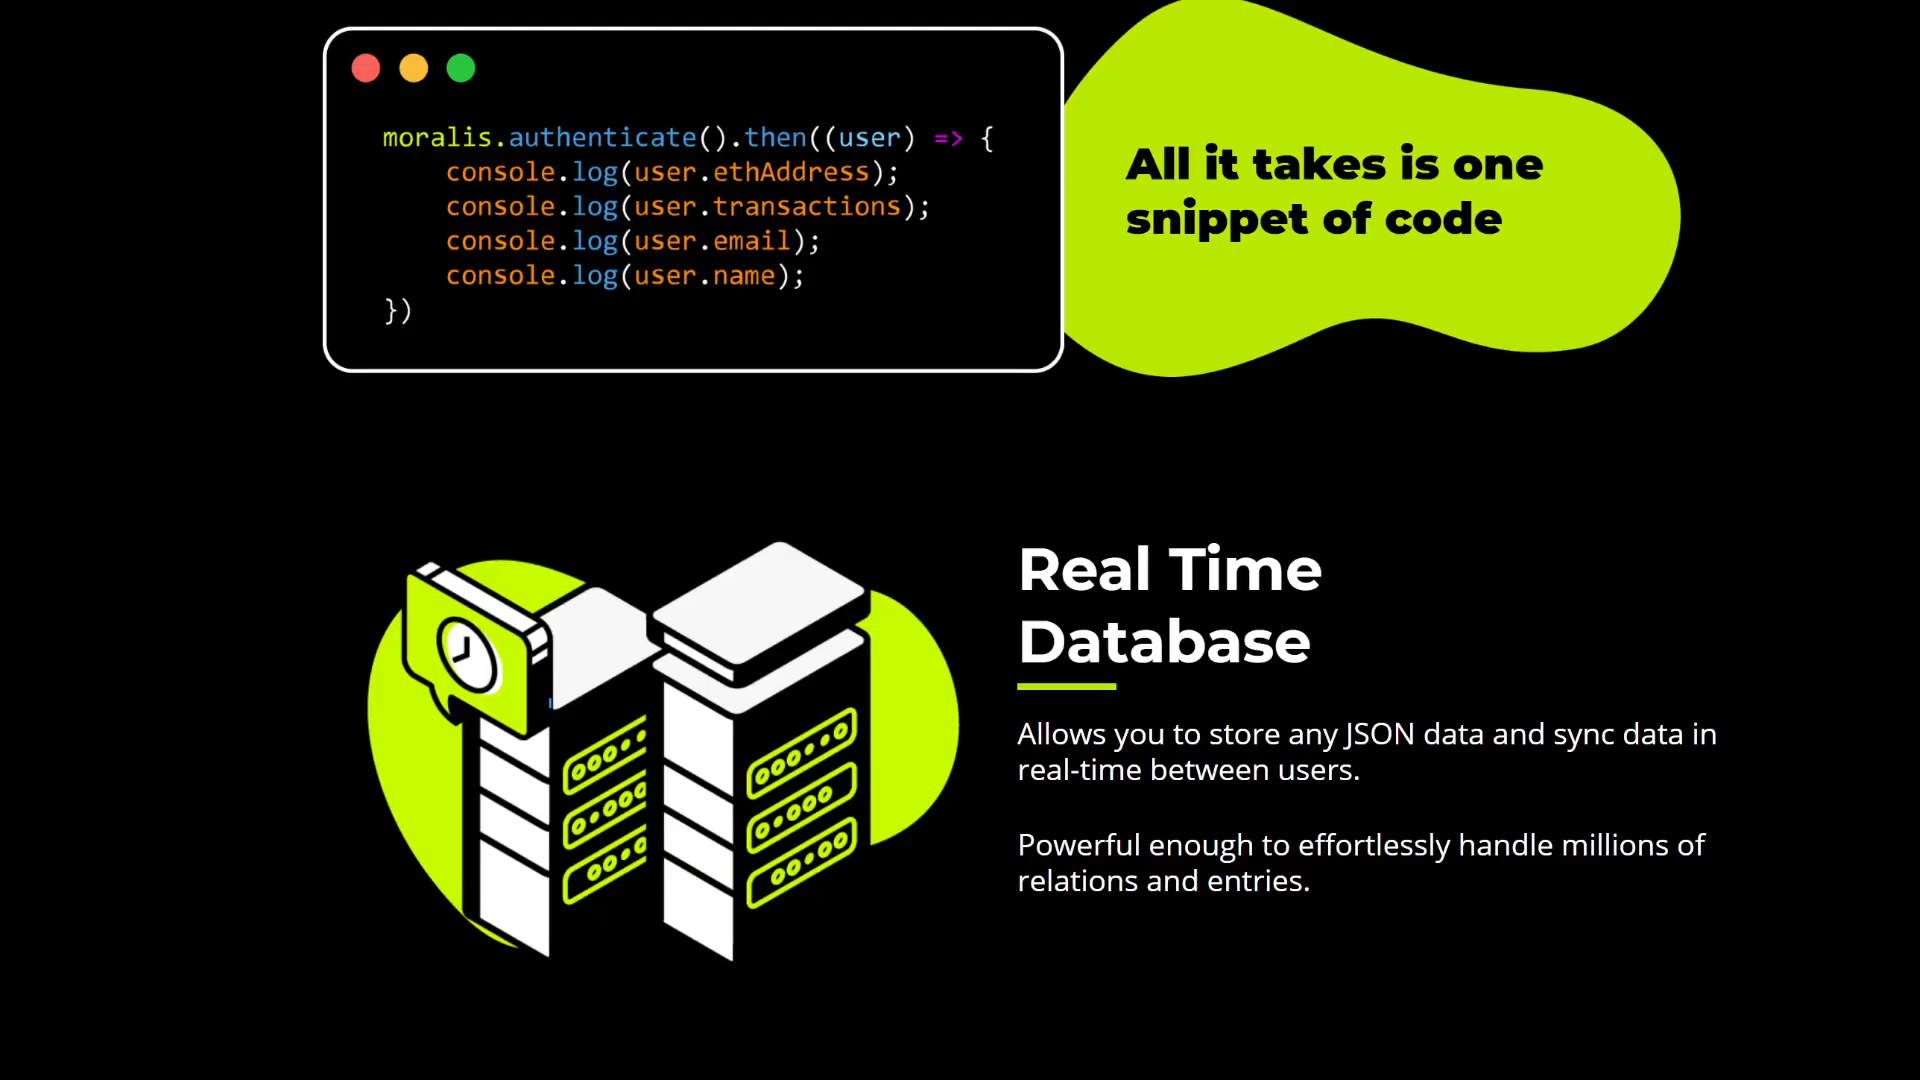 moralis.authenticate().then((user) => {
console.log(user.ethAddress);
console.log(user.transactions);
console.log(user.email);
console.log(user.name);
})
All it takes is one
snippet of code
Real Time
Database
Allows you to store any JSON data and sync data in
real-time between users.
Powerful enough to effortlessly handle millions of
relations and entries.